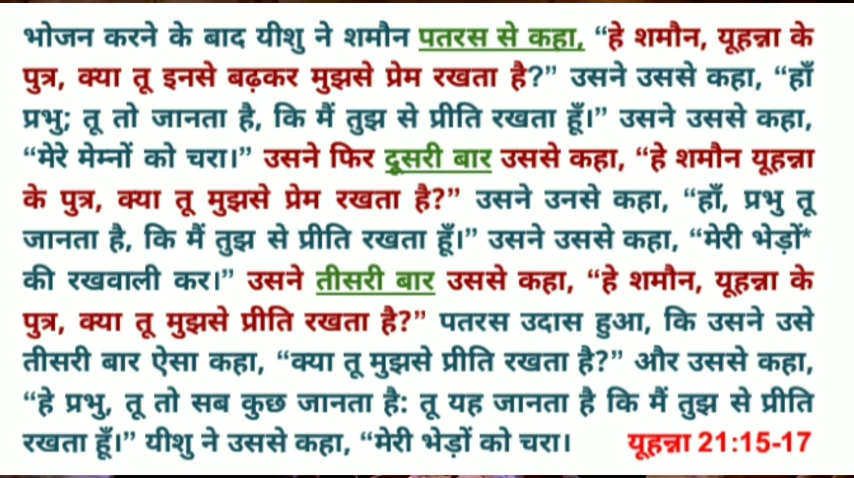 भोजन करने के बाद यीशु ने शमौन पतरस से कहा, “हे शमौन, यूहन्ना के
पुत्र, क्या तू इनसे बढ़कर मुझसे प्रेम रखता है?” उसने उससे कहा, “हाँ
प्रभु; तू तो जानता है, कि मैं तुझ से प्रीति रखता हूँ।” उसने उससे कहा,
“मेरे मेम्नों को चरा।” उसने फिर दूसरी बार उससे कहा, “हे शमौन यूहन्ना
के पुत्र, क्या तू मुझसे प्रेम रखता है?” उसने उनसे कहा, “हाँ, प्रभु तू
जानता है, कि मैं तुझ से प्रीति रखता हूँ।” उसने उससे कहा, “मेरी भेड़ों*
की रखवाली कर।” उसने तीसरी बार उससे कहा, “हे शमौन, यूहन्ना के
पुत्र, क्या तू मुझसे प्रीति रखता है?” पतरस उदास हुआ, कि उसने उसे
तीसरी बार ऐसा कहा, “क्या तू मुझसे प्रीति रखता है?” और उससे कहा,
“हे प्रभु, तू तो सब कुछ जानता है: तू यह जानता है कि मैं तुझ से प्रीति
रखता हूँ।” यीशु ने उससे कहा, “मेरी भेड़ों को चरा। यूहन्ना 21:15-17